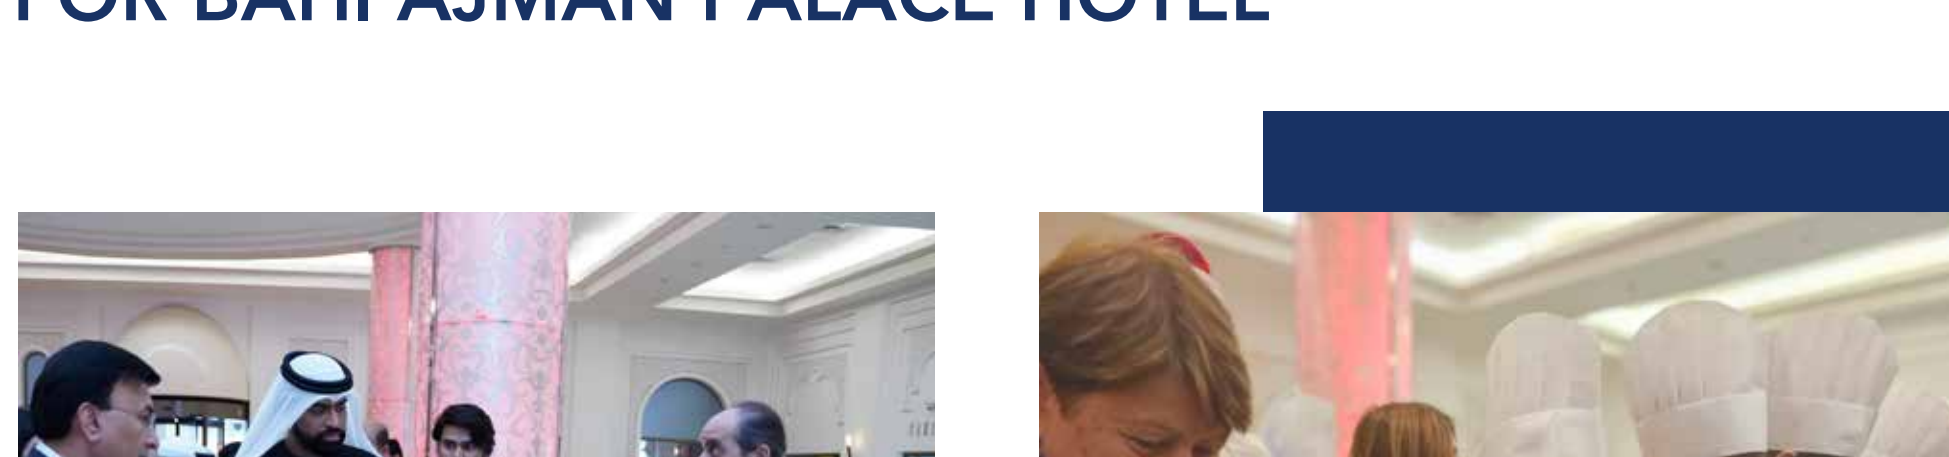 FOR BAHI AJMAN PALACE HOTEL